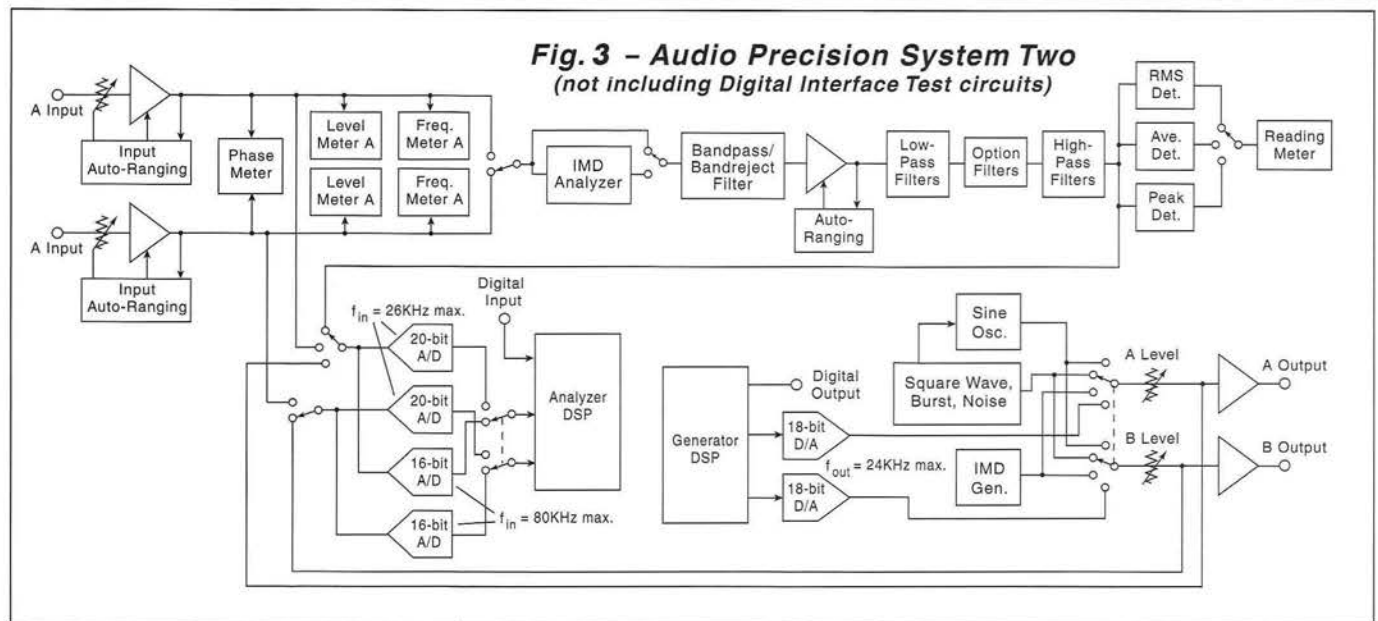 Fig. 3 – Audio Precision System Two
(not including Digital Interface Test circuits)
A Input
Input
Auto-Ranging
Phase
Meter
Level
Meter A
Freq.
Meter A
Level
Meter A
Freq.
Meter A
A Input
Input
Auto-Ranging
IMD
Analyzer
Bandpass/
Bandreject
Filter
Auto-
Ranging
Low-
Pass
Filters
Option
Filters
High-
Pass
Filters
RMS
Det.
Ave.
Det.
Peak
Det.
Reading
Meter
Digital
Input
fin = 26KHz max.
20-bit
A/D
20-bit
A/D
16-bit
A/D
16-bit
A/D
fin = 80KHz max.
Analyzer
DSP
Generator
DSP
Digital
Output
18-bit
D/A
18-bit
D/A
fout = 24KHz max.
Sine
Osc.
Square Wave,
Burst, Noise
IMD
Gen.
A Level
B Level
A Output
B Output